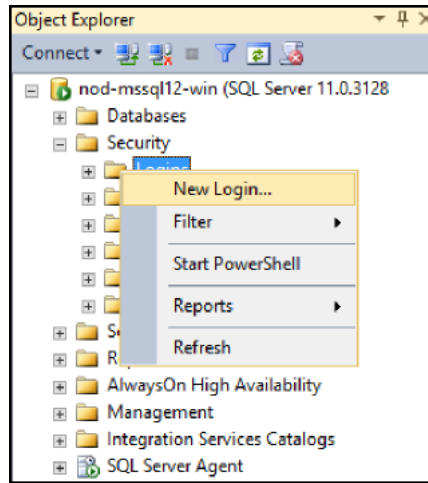 Object Explorer
Connect
nod-mssql12-win (SQL Server 11.0.3128
Databases
Security
Logins
New Login...
Filter
Start PowerShell
Reports
Refresh
AlwaysOn High Availability
Management
Integration Services Catalogs
SQL Server Agent